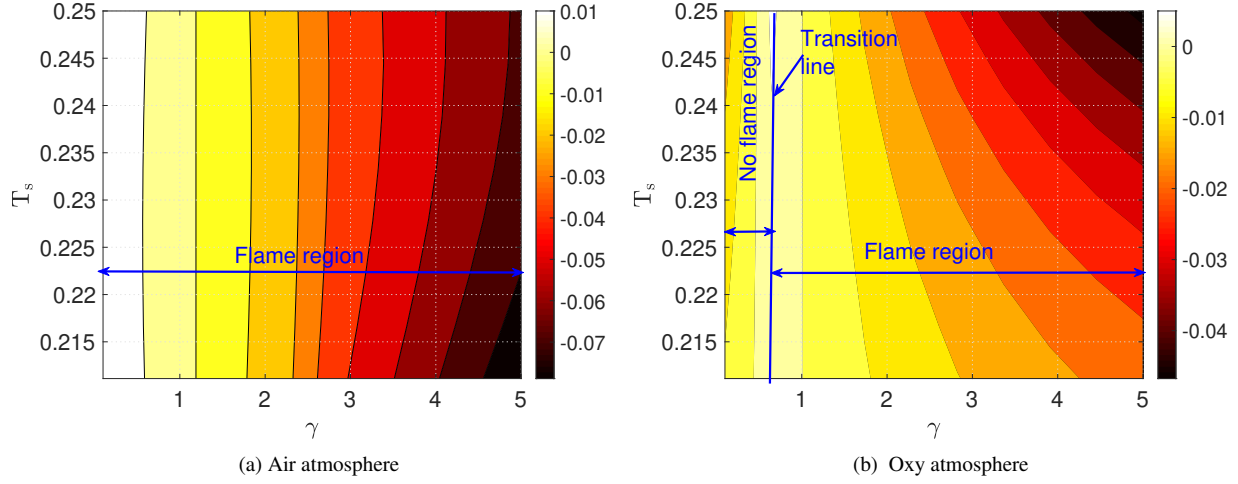 0.25
0.245
0.24
0.235
0.23
0.225
0.22
0.215
T s
1 2 3 4 5
γ
Flame region
0.01
0
-0.01
-0.02
-0.03
-0.04
-0.05
-0.06
-0.07
(a) Air atmosphere
0.25
0.245
0.24
0.235
0.23
0.225
0.22
0.215
T s
1 2 3 4 5
γ
No flame region
Transition
line
Flame region
0
-0.01
-0.02
-0.03
-0.04
(b) Oxy atmosphere